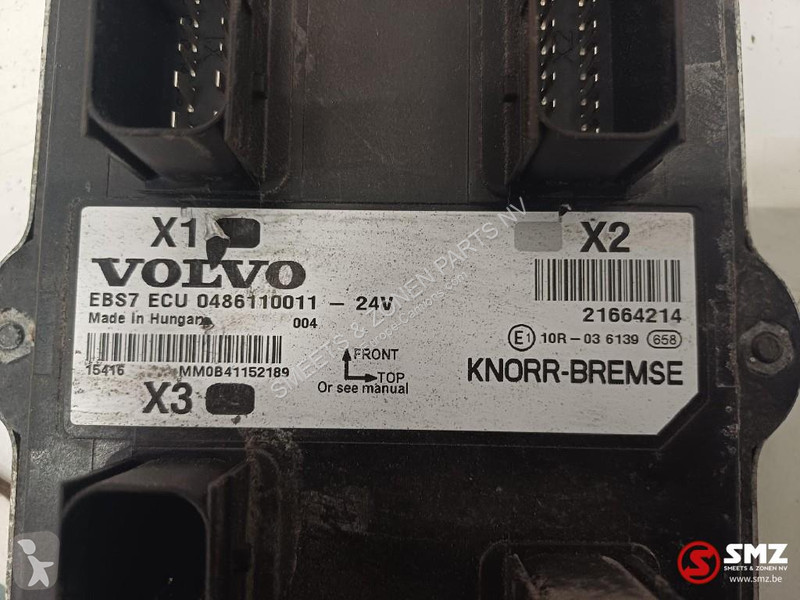 X1
X2
VOLVO
EBS7 ECU 0486110011 - 24V
Made In Hungary 004
21664214
E1 10R - 03 6139 658
15416 MM0B41152189
FRONT
TOP
Or see manual
KNORR-BREMSE
X3
SMEETS & ZONEN PARTS NV
SMZ
SMEETS & ZONEN NV
www.smz.be